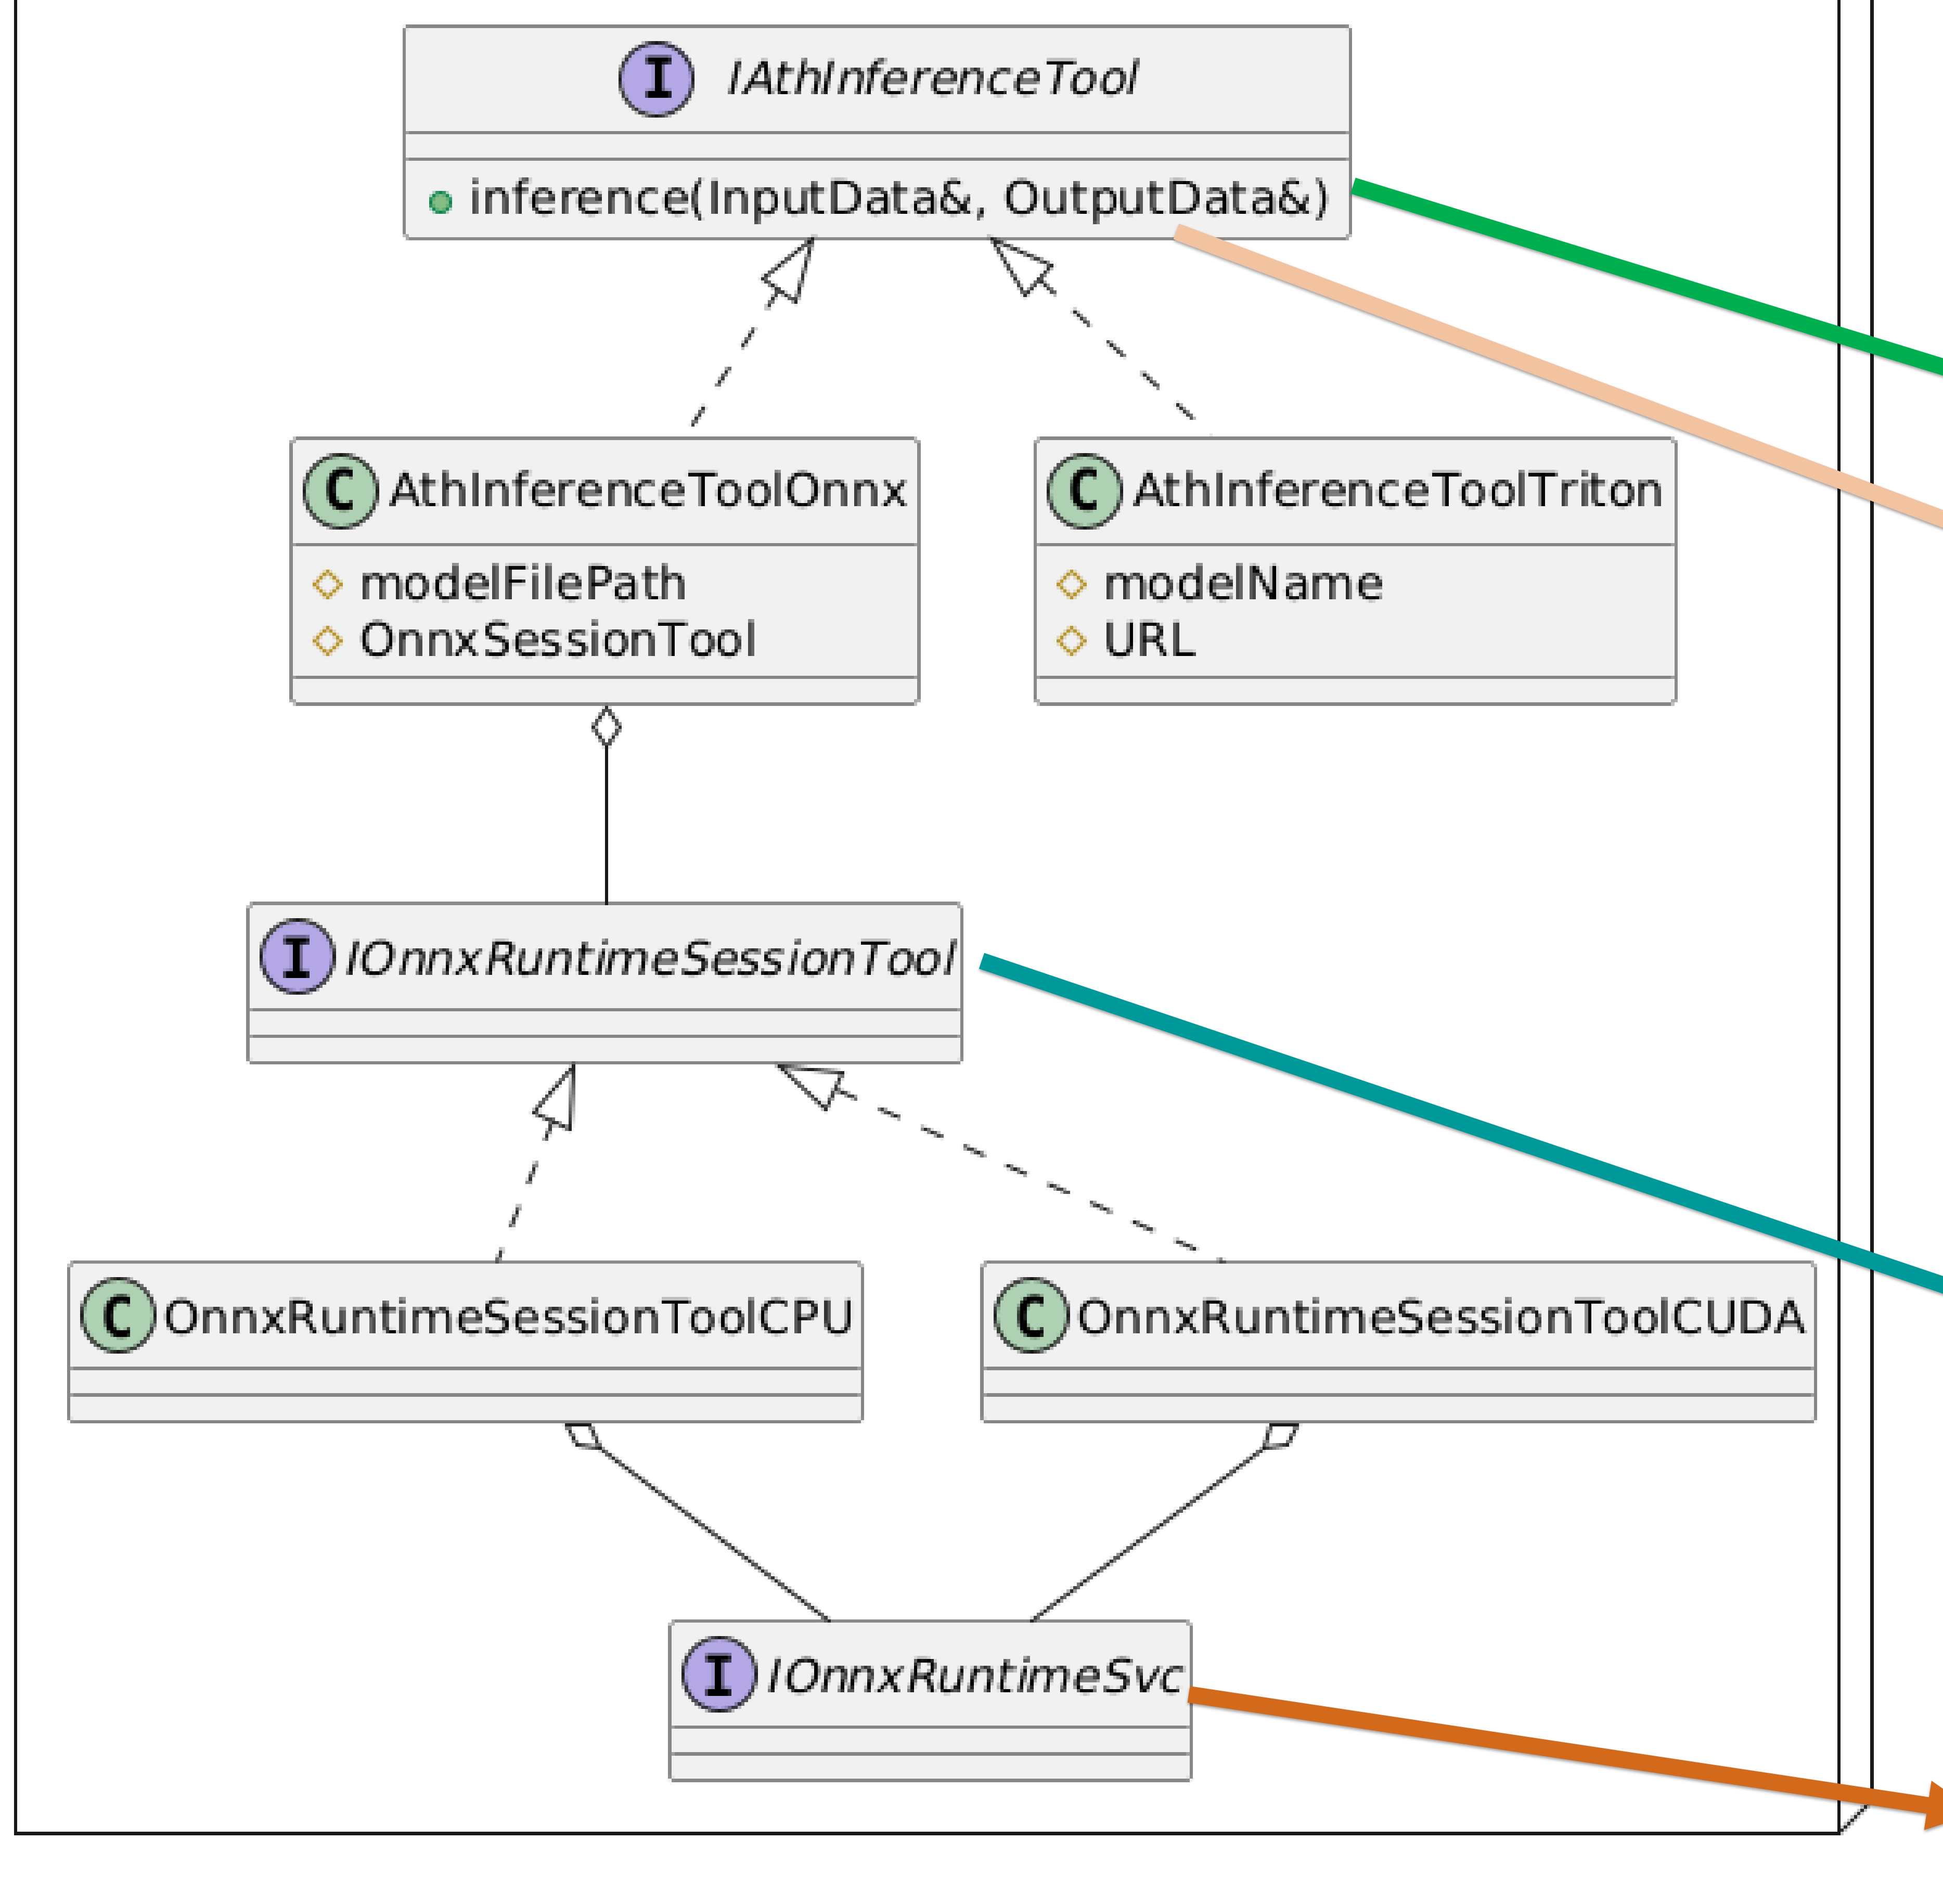 I IAthInferenceTool
inference(InputData&, OutputData&)
C AthInferenceToolOnnx
modelFilePath
OnnxSessionTool
C AthInferenceToolTriton
modelName
URL
I IOnnxRuntimeSessionTool
C OnnxRuntimeSessionToolCPU
C OnnxRuntimeSessionToolCUDA
I IOnnxRuntimeSvc